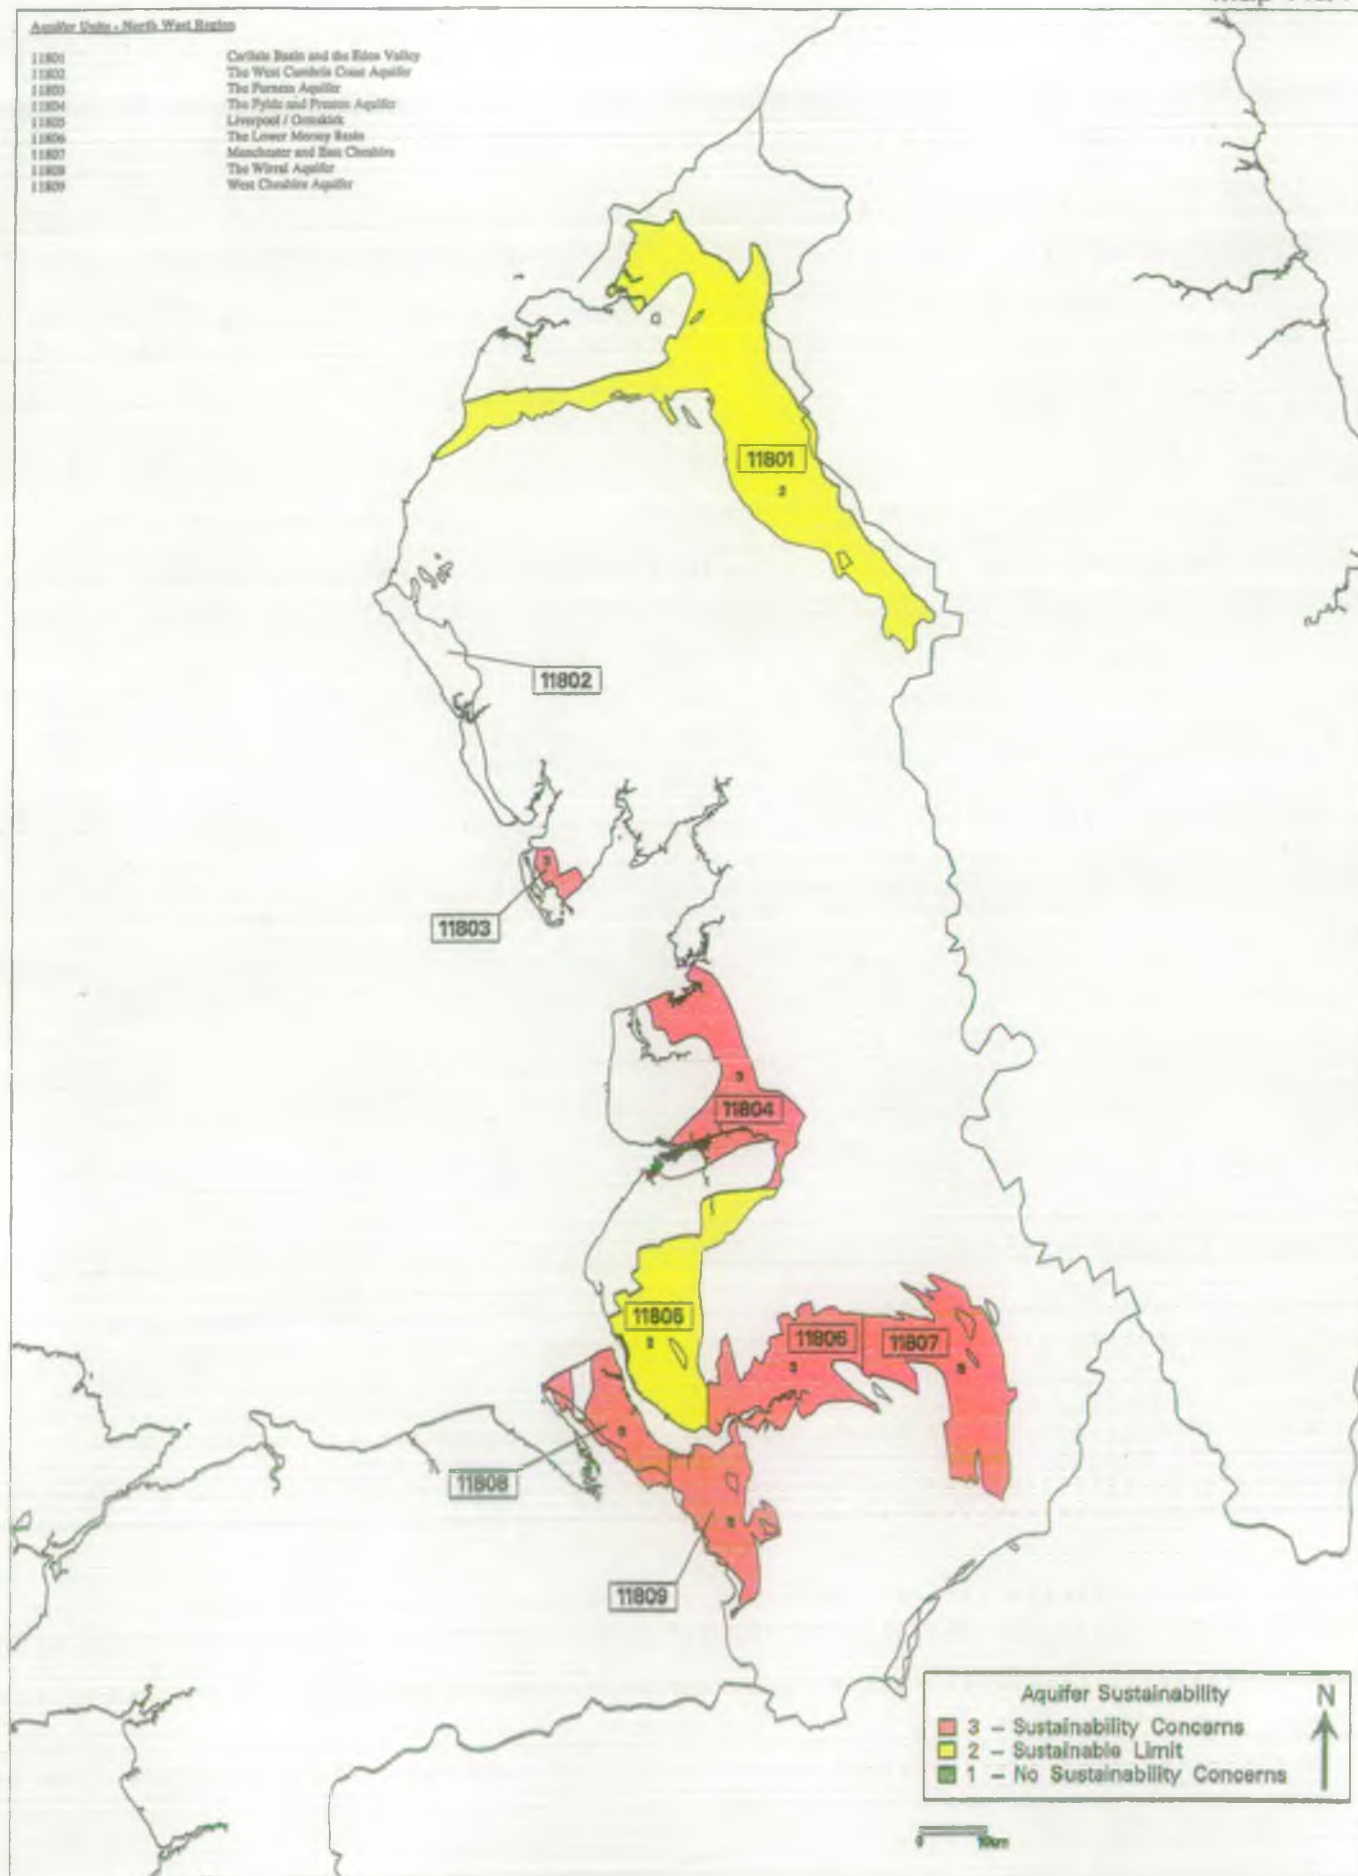 Aquifer Units - North West Region
11801 Carlisle Basin and the Eden Valley
11802 The West Cumbria Coast Aquifer
11803 The Furness Aquifer
11804 The Fylde and Preston Aquifer
11805 Liverpool / Ormskirk
11806 The Lower Mersey Basin
11807 Manchester and East Cheshire
11808 The Wirral Aquifer
11809 West Cheshire Aquifer
11801
2
11802
3
11803
3
11804
11805
2
11806
3
11807
3
3
11808
3
11809
Aquifer Sustainability
N
3 – Sustainability Concerns
2 – Sustainable Limit
1 – No Sustainability Concerns
0 10km